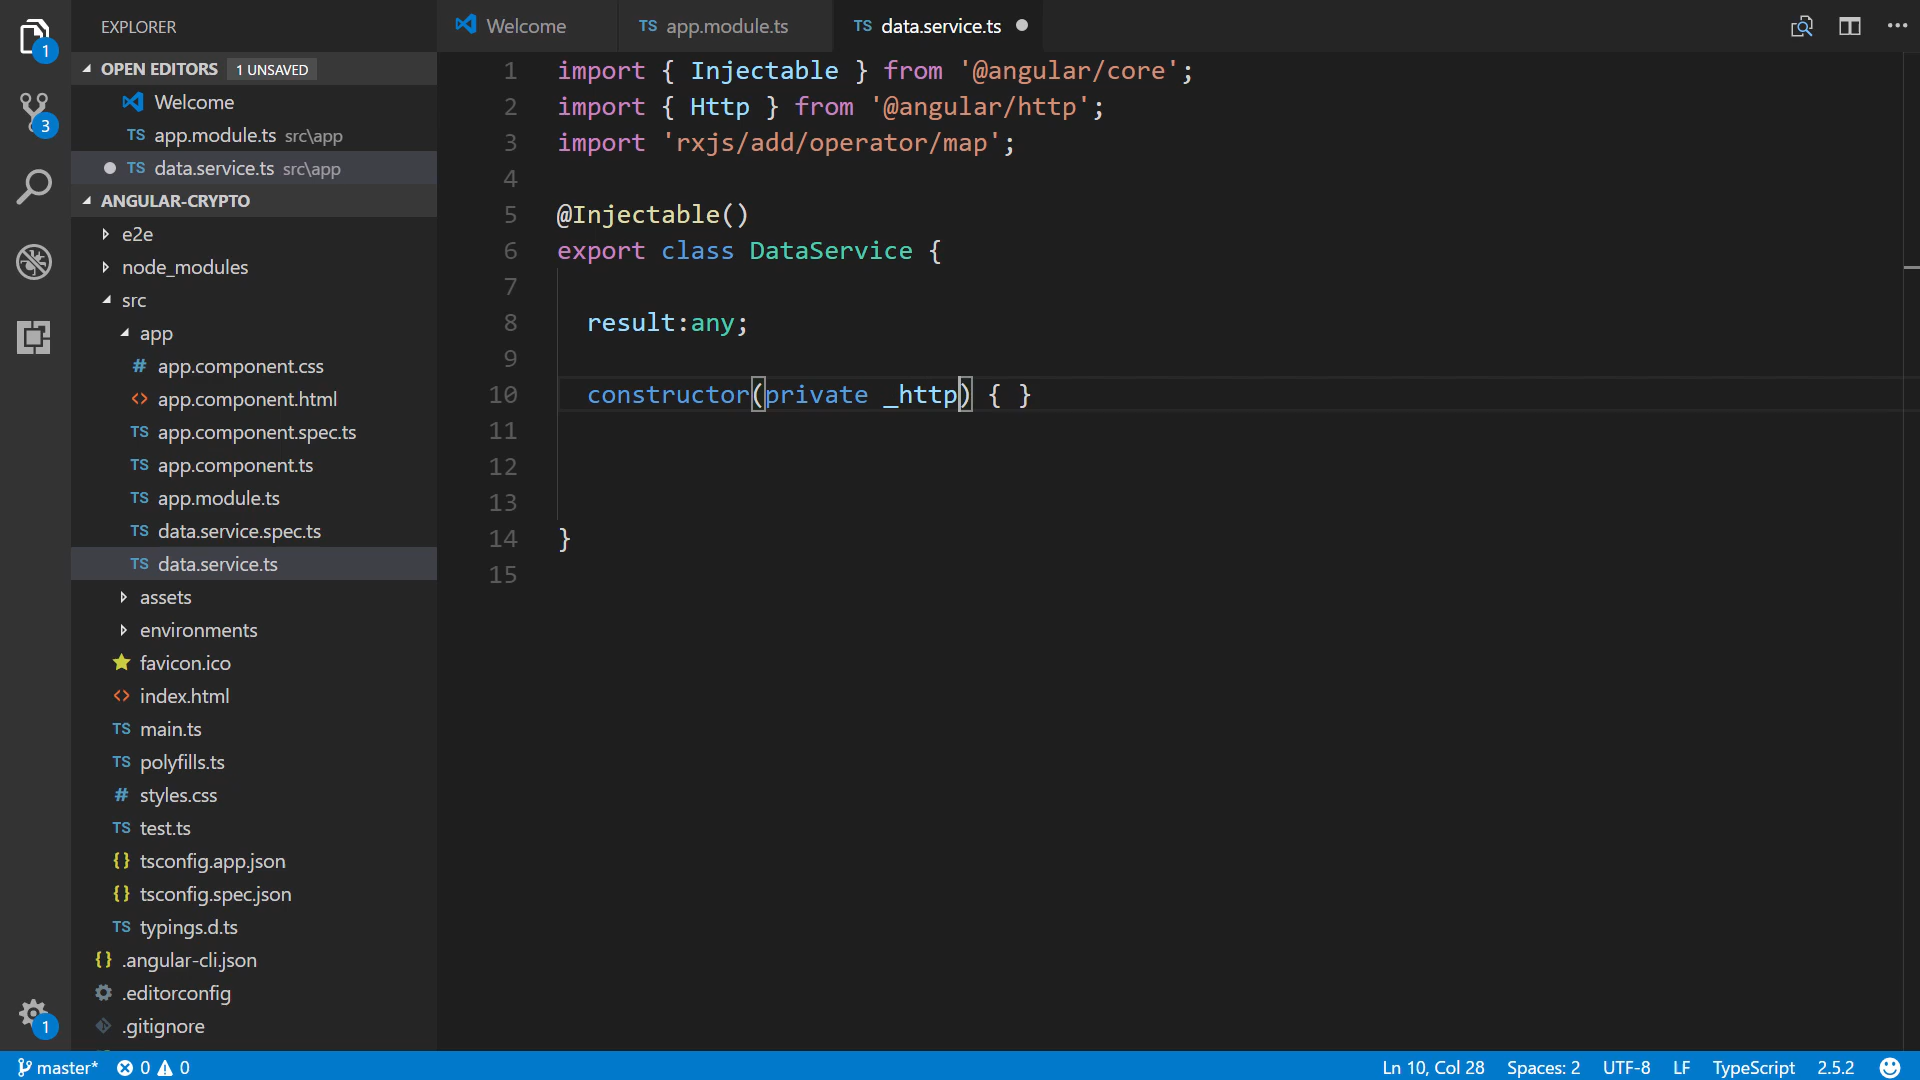 EXPLORER
OPEN EDITORS 1 UNSAVED
Welcome
TS app.module.ts src\app
TS data.service.ts src\app
ANGULAR-CRYPTO
e2e
node_modules
src
app
# app.component.css
<> app.component.html
TS app.component.spec.ts
TS app.component.ts
TS app.module.ts
TS data.service.spec.ts
TS data.service.ts
assets
environments
favicon.ico
<> index.html
TS main.ts
TS polyfills.ts
# styles.css
TS test.ts
{} tsconfig.app.json
{} tsconfig.spec.json
TS typings.d.ts
{} .angular-cli.json
.editorconfig
.gitignore
1
3
1
Welcome
TS app.module.ts
TS data.service.ts
1 import { Injectable } from '@angular/core';
2 import { Http } from '@angular/http';
3 import 'rxjs/add/operator/map';
4
5 @Injectable()
6 export class DataService {
7
8 result:any;
9
10 constructor(private _http) { }
11
12
13
14 }
15
master* 0 0
Ln 10, Col 28 Spaces: 2 UTF-8 LF TypeScript 2.5.2